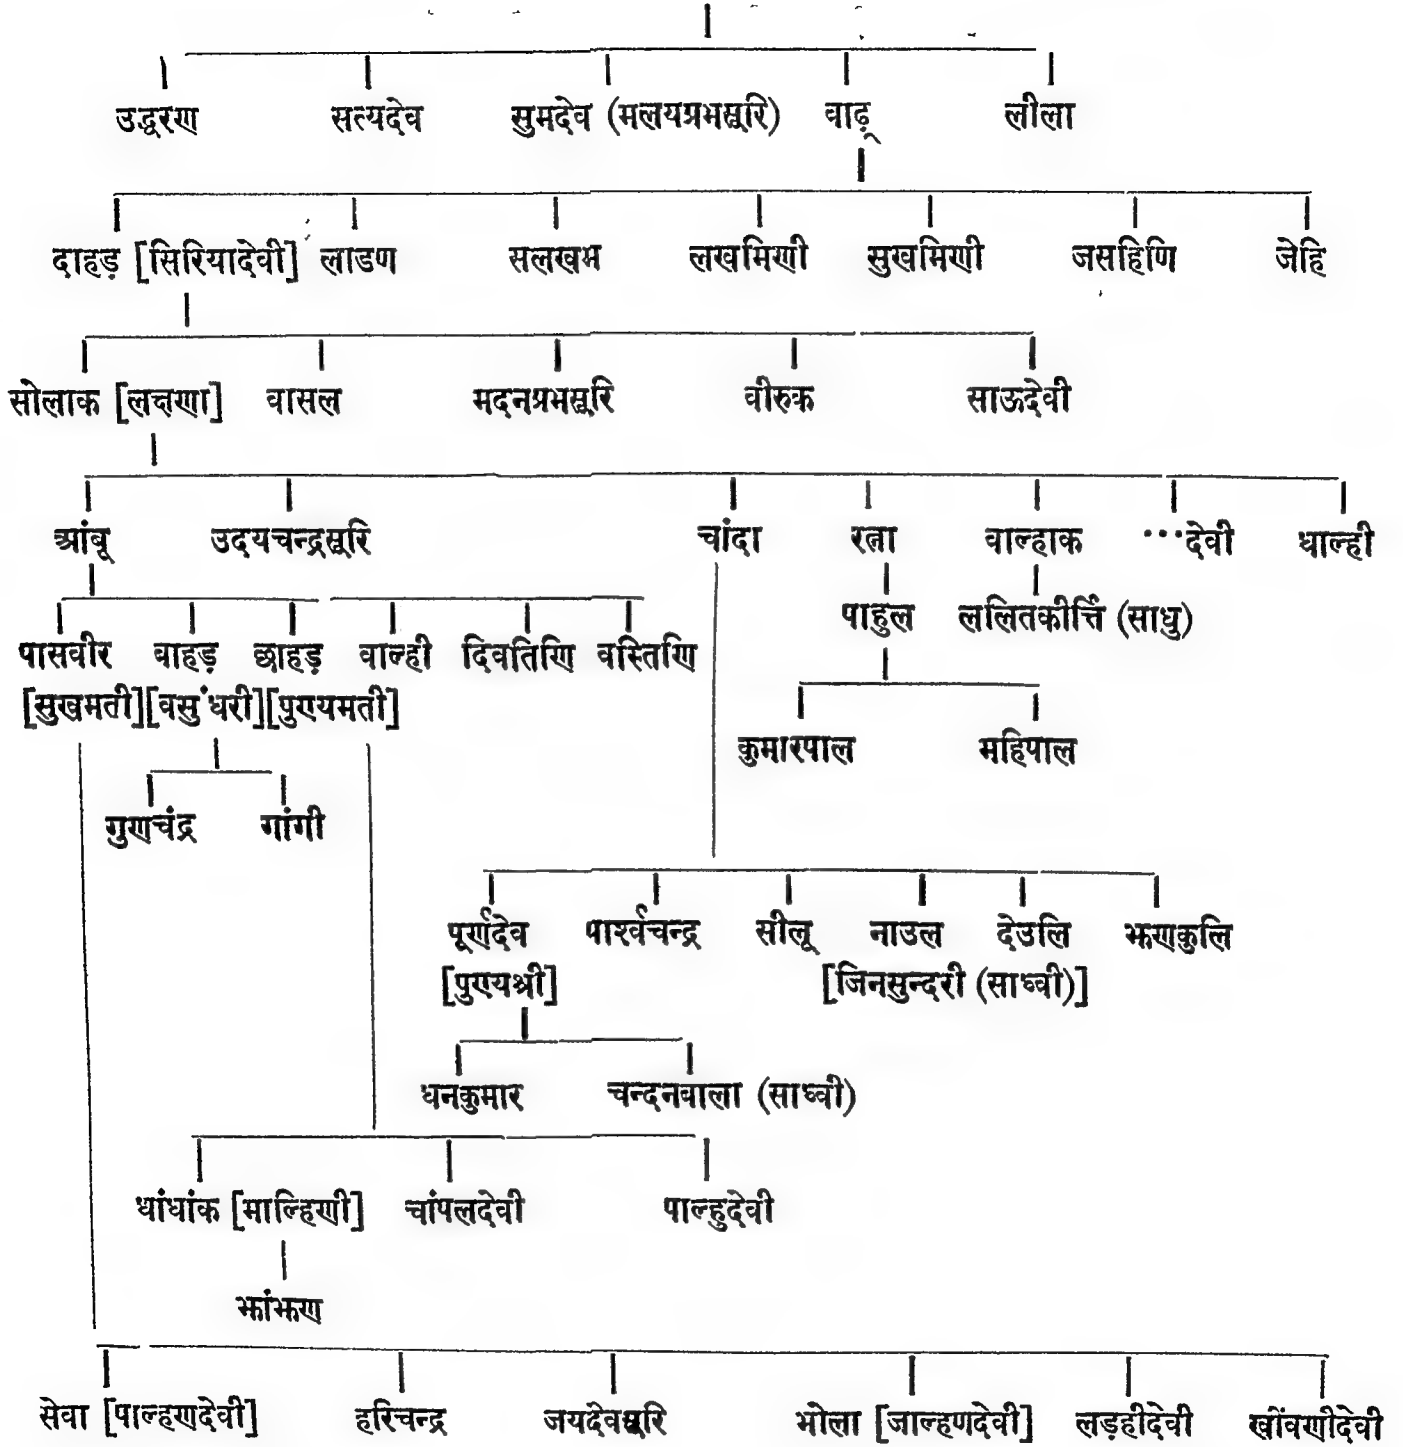 उद्धरण सत्यदेव सुमदेव (मलयप्रभसूरि) वाढ़ू लीला
दाहड़ [सिरियादेवी] लाडण सलखम लखमिणी सुखमिणी जसहिणि जेहि
सोलाक [लक्षणा] वासल मदनप्रभसूरि वीरुक साऊदेवी
आंबू उदयचन्द्रसूरि चांदा रत्ना वाल्हाक ···देवी धाल्ही
पाहुल ललितकीर्त्ति (साधु)
पासवीर बाहड़ छाहड़ वाल्ही दिवतिणि वस्तिणि
[सुखमती] [वसुंधरी] [पुण्यमती]
कुमारपाल महिपाल
गुणचंद्र गांगी
पूर्णदेव पार्श्वचन्द्र सीलू नाउल देउलि झणकुलि
[पुण्यश्री] [जिनसुन्दरी (साध्वी)]
धनकुमार चन्दनवाला (साध्वी)
धांधांक [माल्हिणी] चांपलदेवी पाल्हुदेवी
झांझण
सेवा [पाल्हणदेवी] हरिचन्द्र जयदेवसूरि भोला [जाल्हणदेवी] लड़हीदेवी खींवणीदेवी